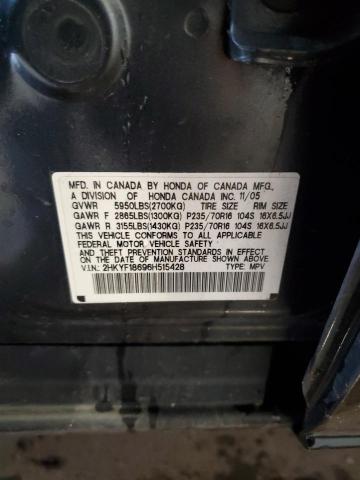 MFD. IN CANADA BY HONDA OF CANADA MFG.,
A DIVISION OF HONDA CANADA INC. 11/05
GVWR 5950LBS(2700KG) TIRE SIZE RIM SIZE
GAWR F 2865LBS(1300KG) P235/70R16 104S 16X6.5JJ
GAWR R 3155LBS(1430KG) P235/70R16 104S 16X6.5JJ
THIS VEHICLE CONFORMS TO ALL APPLICABLE
FEDERAL MOTOR VEHICLE SAFETY
AND THEFT PREVENTION STANDARDS IN EFFECT ON THE
DATE OF MANUFACTURE SHOWN ABOVE.
V.I.N.: 2HKYF18696H515428 TYPE: MPV